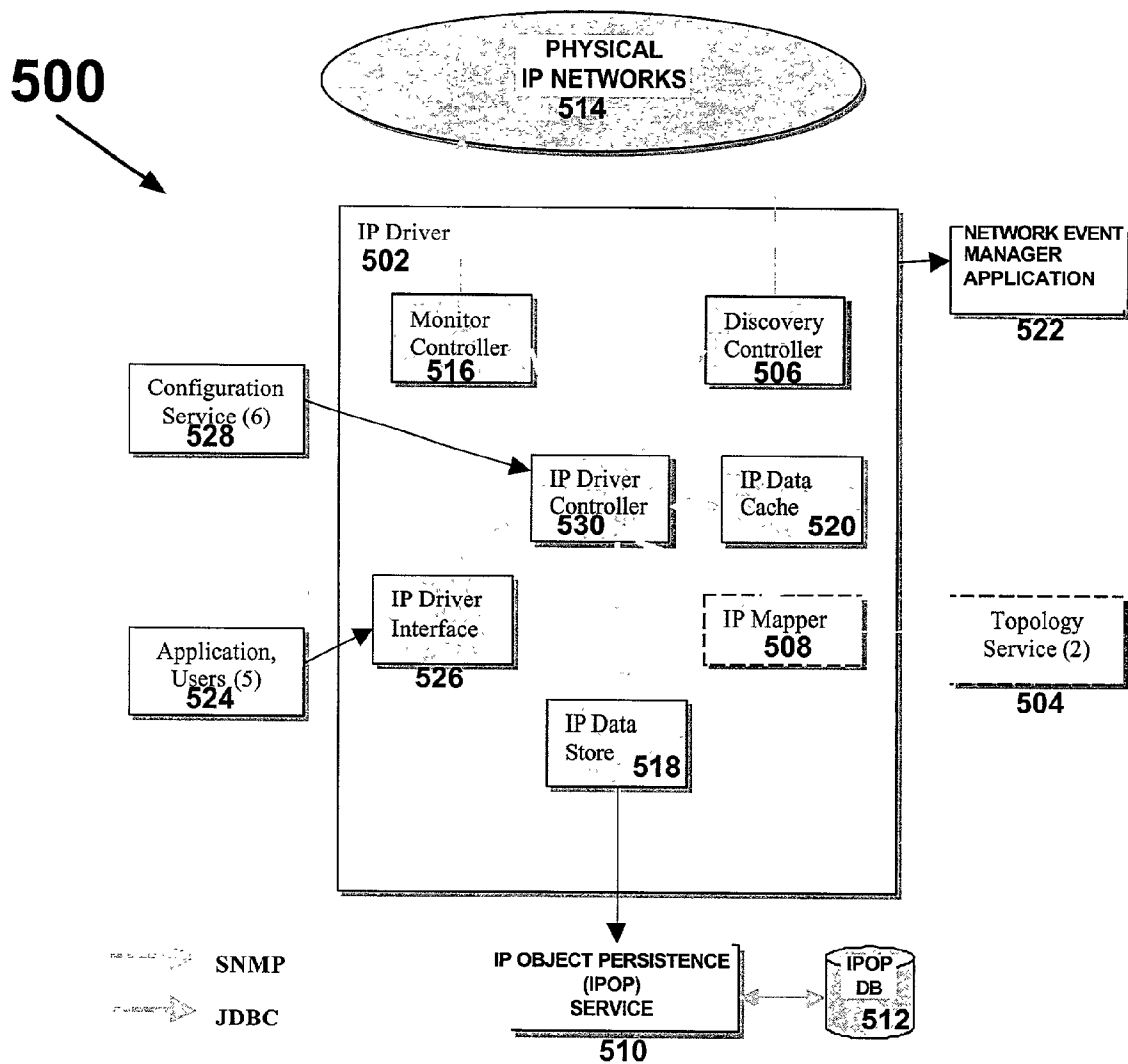 500
PHYSICAL
IP NETWORKS
514
IP Driver
502
NETWORK EVENT
MANAGER
APPLICATION
522
Monitor
Controller
516
Discovery
Controller
506
Configuration
Service (6)
528
IP Driver
Controller
530
IP Data
Cache
520
IP Driver
Interface
526
IP Mapper
508
Topology
Service (2)
504
Application,
Users (5)
524
IP Data
Store
518
SNMP
JDBC
IP OBJECT PERSISTENCE
(IPOP)
SERVICE
510
IPOP
DB
512